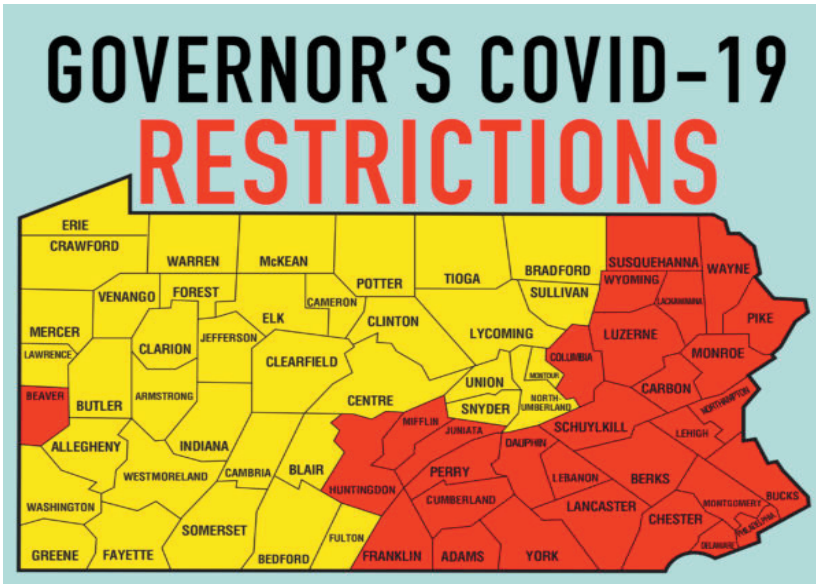 GOVERNOR'S COVID-19
RESTRICTIONS
ERIE
CRAWFORD
WARREN
McKEAN
POTTER
TIOGA
BRADFORD
SUSQUEHANNA
WAYNE
WYOMING
LACKAWANNA
SULLIVAN
VENANGO
FOREST
CAMERON
ELK
CLINTON
LYCOMING
PIKE
MERCER
JEFFERSON
LUZERNE
LAWRENCE
CLARION
CLEARFIELD
COLUMBIA
MONROE
MONTOUR
UNION
CARBON
BEAVER
BUTLER
ARMSTRONG
CENTRE
SNYDER
NORTH-
UMBERLAND
NORTHAMPTON
MIFFLIN
JUNIATA
SCHUYLKILL
LEHIGH
ALLEGHENY
INDIANA
DAUPHIN
WESTMORELAND
CAMBRIA
BLAIR
PERRY
LEBANON
BERKS
HUNTINGDON
CUMBERLAND
BUCKS
MONTGOMERY
WASHINGTON
LANCASTER
CHESTER
PHILADELPHIA
SOMERSET
FULTON
DELAWARE
GREENE
FAYETTE
BEDFORD
FRANKLIN
ADAMS
YORK